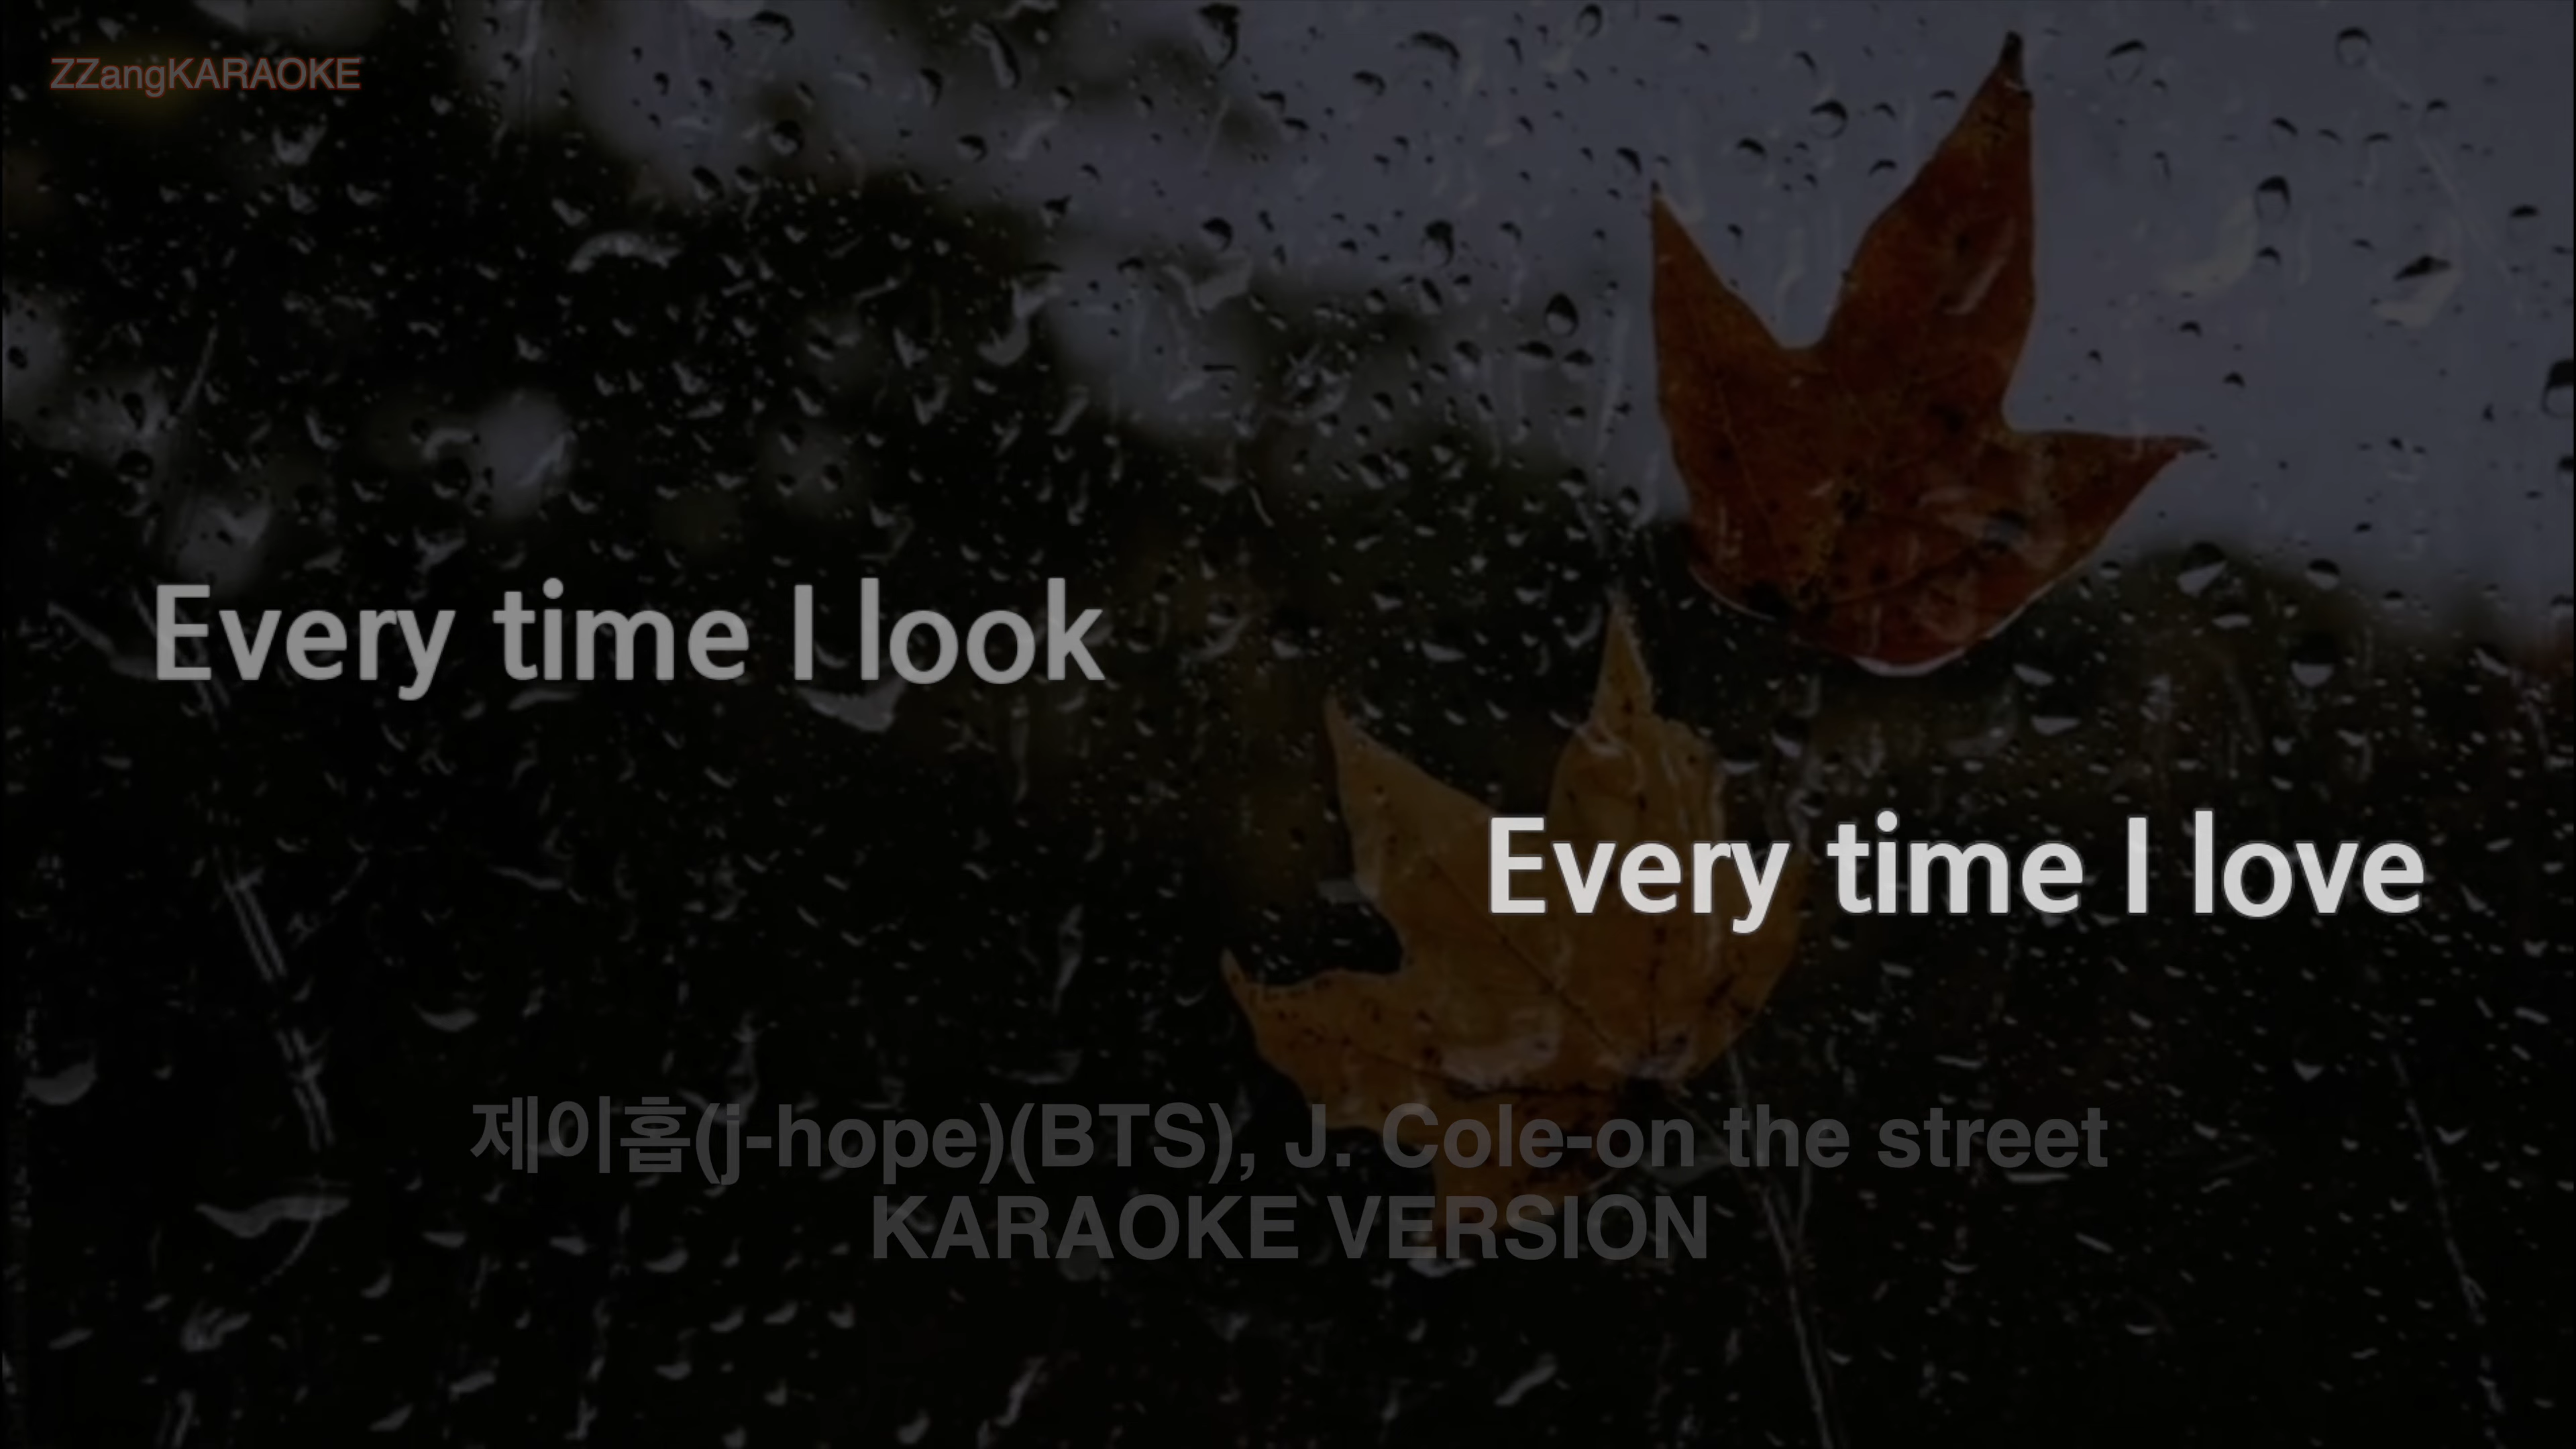 ZZangKARAOKE
Every time I look
Every time I love
제이홉(j-hope)(BTS), J. Cole-on the street
KARAOKE VERSION